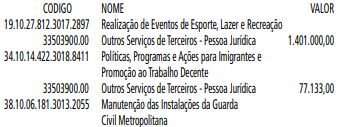 CODIGO NOME VALOR
19.10.27.812.3017.2897 Realização de Eventos de Esporte, Lazer e Recreação
33503900.00 Outros Serviços de Terceiros - Pessoa Jurídica 1.401.000,00
34.10.14.422.3018.8411 Políticas, Programas e Ações para Imigrantes e
Promoção ao Trabalho Decente
33503900.00 Outros Serviços de Terceiros - Pessoa Jurídica 77.133,00
38.10.06.181.3013.2055 Manutenção das Instalações da Guarda
Civil Metropolitana